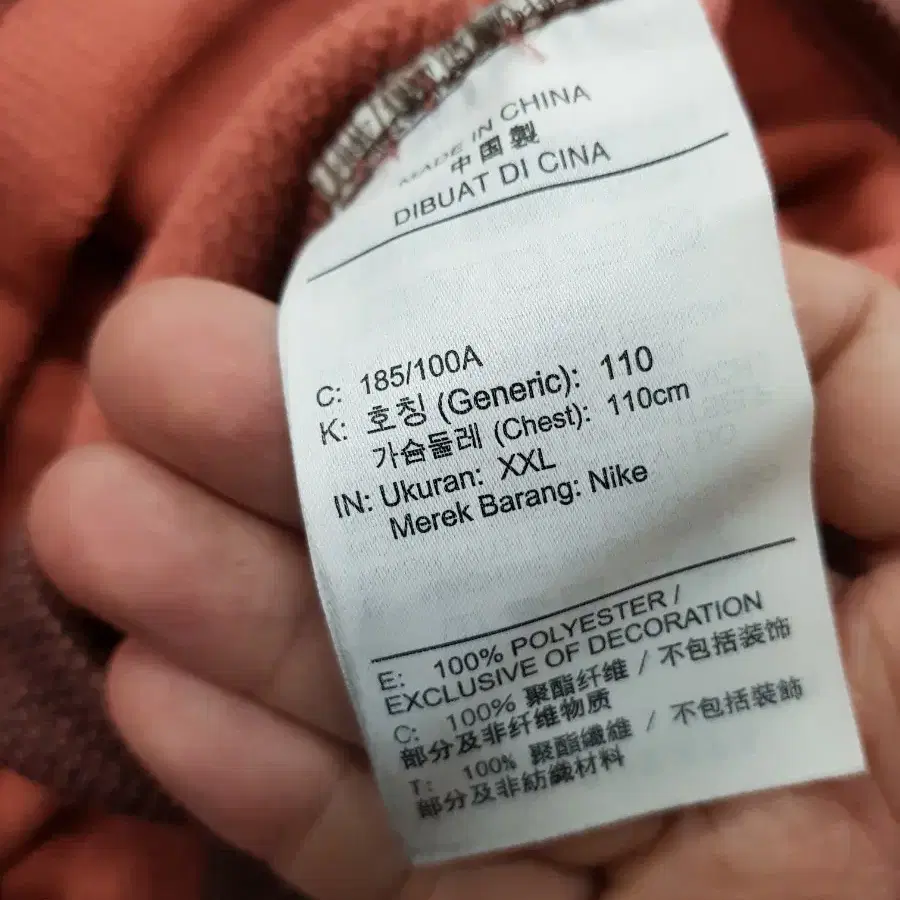 MADE IN CHINA
中国製
DIBUAT DI CINA
C: 185/100A
K: 호칭 (Generic): 110
가슴둘레 (Chest): 110cm
IN: Ukuran: XXL
Merek Barang: Nike
E: 100% POLYESTER /
EXCLUSIVE OF DECORATION
C: 100% 聚酯纤维 / 不包括装饰
部分及非纤维物质
T: 100% 聚酯纖維 / 不包括裝飾
部分及非紡織材料